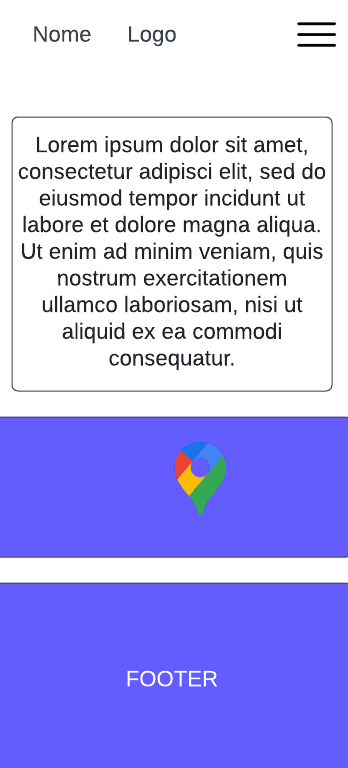 Nome Logo
Lorem ipsum dolor sit amet,
consectetur adipisci elit, sed do
eiusmod tempor incidunt ut
labore et dolore magna aliqua.
Ut enim ad minim veniam, quis
nostrum exercitationem
ullamco laboriosam, nisi ut
aliquid ex ea commodi
consequatur.
FOOTER